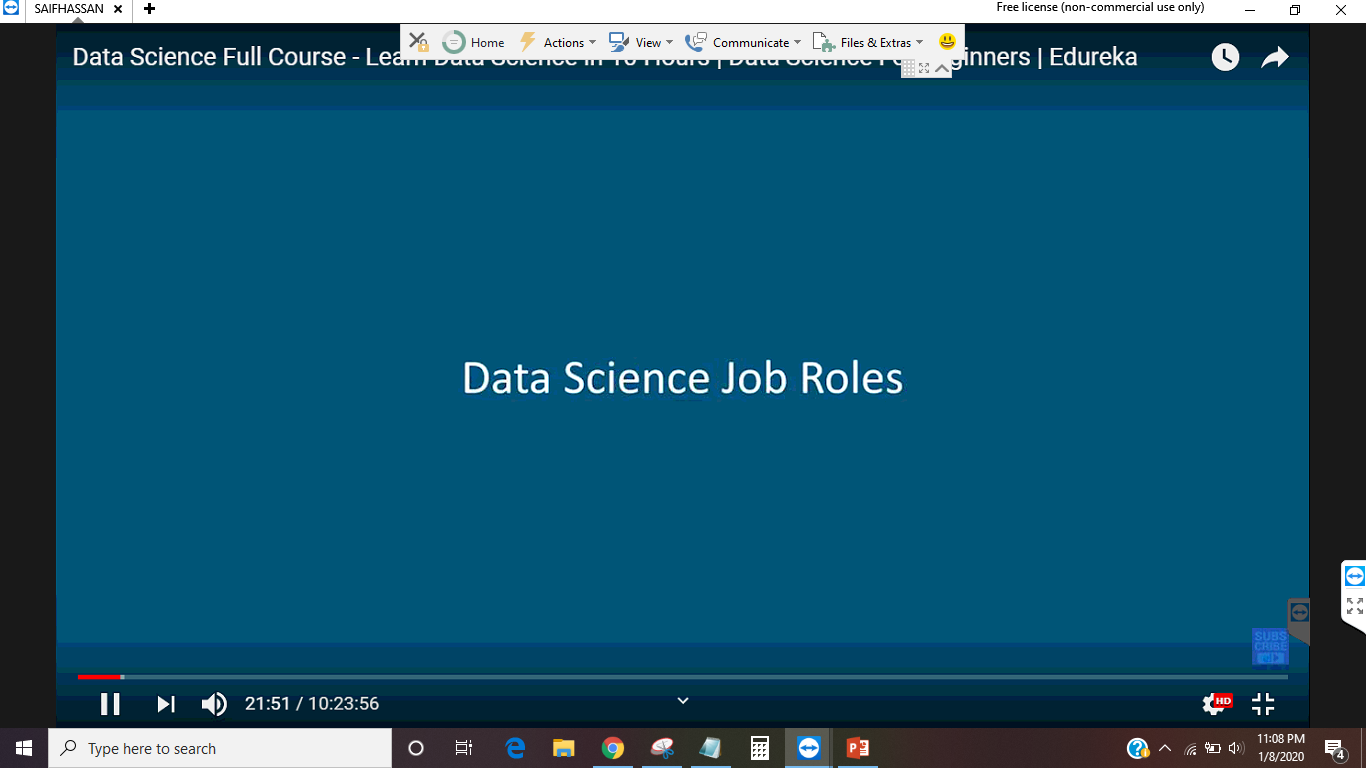 SAIFHASSAN
Free license (non-commercial use only)
Home Actions View Communicate Files & Extras
Data Science Full Course - Learn Data Science in 10 Hours | Data Science For Beginners | Edureka
Data Science Job Roles
SUBS
CRIBE
21:51 / 10:23:56
HD
Type here to search
11:08 PM
1/8/2020
4